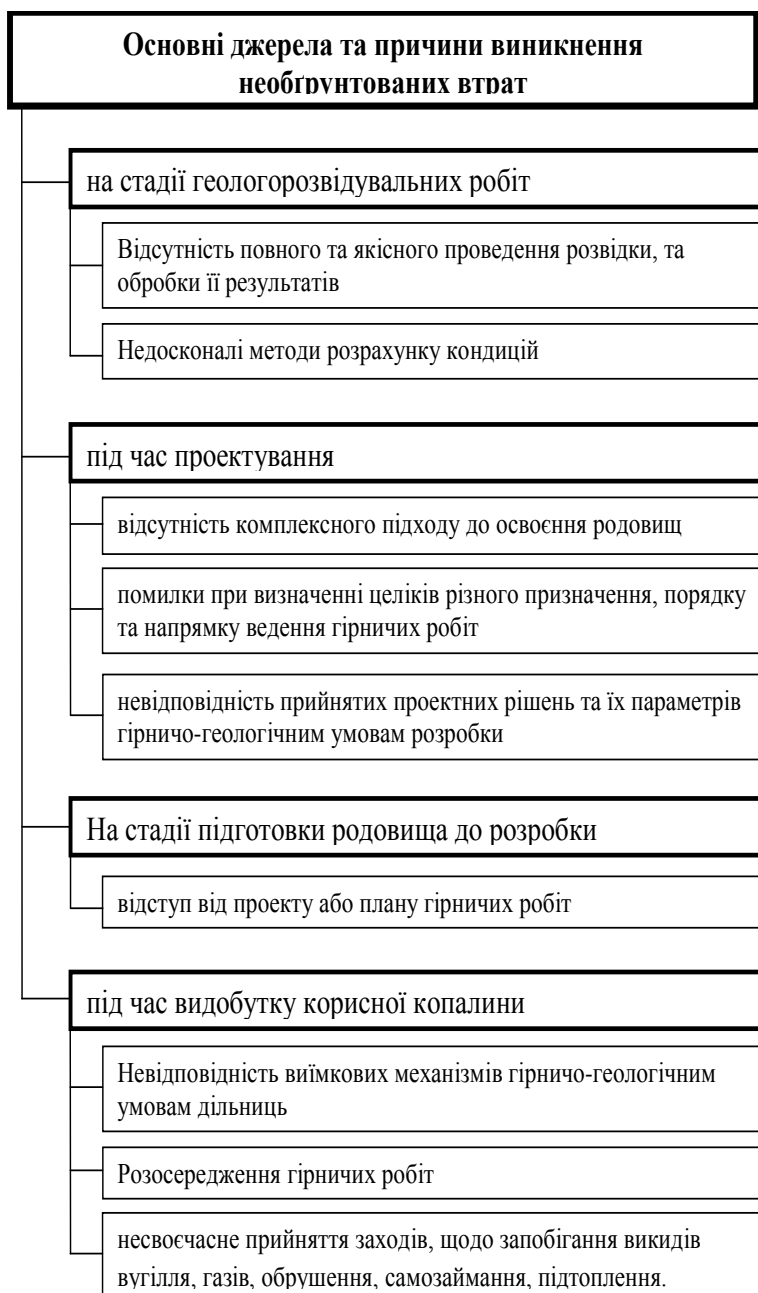 Основні джерела та причини виникнення
необґрунтованих втрат
на стадії геологорозвідувальних робіт
Відсутність повного та якісного проведення розвідки, та
обробки її результатів
Недосконалі методи розрахунку кондицій
під час проектування
відсутність комплексного підходу до освоєння родовищ
помилки при визначенні целіків різного призначення, порядку
та напрямку ведення гірничих робіт
невідповідність прийнятих проектних рішень та їх параметрів
гірничо-геологічним умовам розробки
На стадії підготовки родовища до розробки
відступ від проекту або плану гірничих робіт
під час видобутку корисної копалини
Невідповідність виїмкових механізмів гірничо-геологічним
умовам дільниць
Розосередження гірничих робіт
несвоєчасне прийняття заходів, щодо запобігання викидів
вугілля, газів, обрушення, самозаймання, підтоплення.